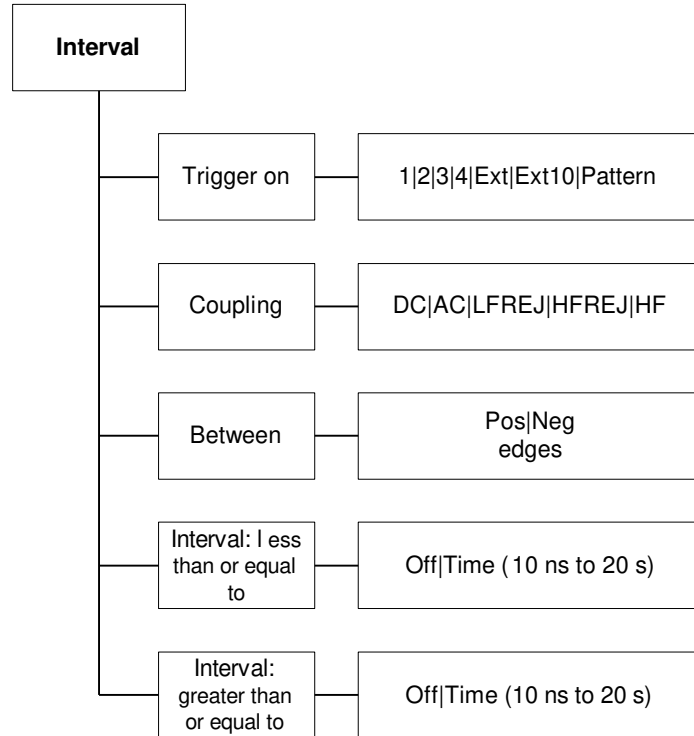 Interval
Trigger on
1|2|3|4|Ext|Ext10|Pattern
Coupling
DC|AC|LFREJ|HFREJ|HF
Between
Pos|Neg
edges
Interval: l ess
than or equal
to
Off|Time (10 ns to 20 s)
Interval:
greater than
or equal to
Off|Time (10 ns to 20 s)